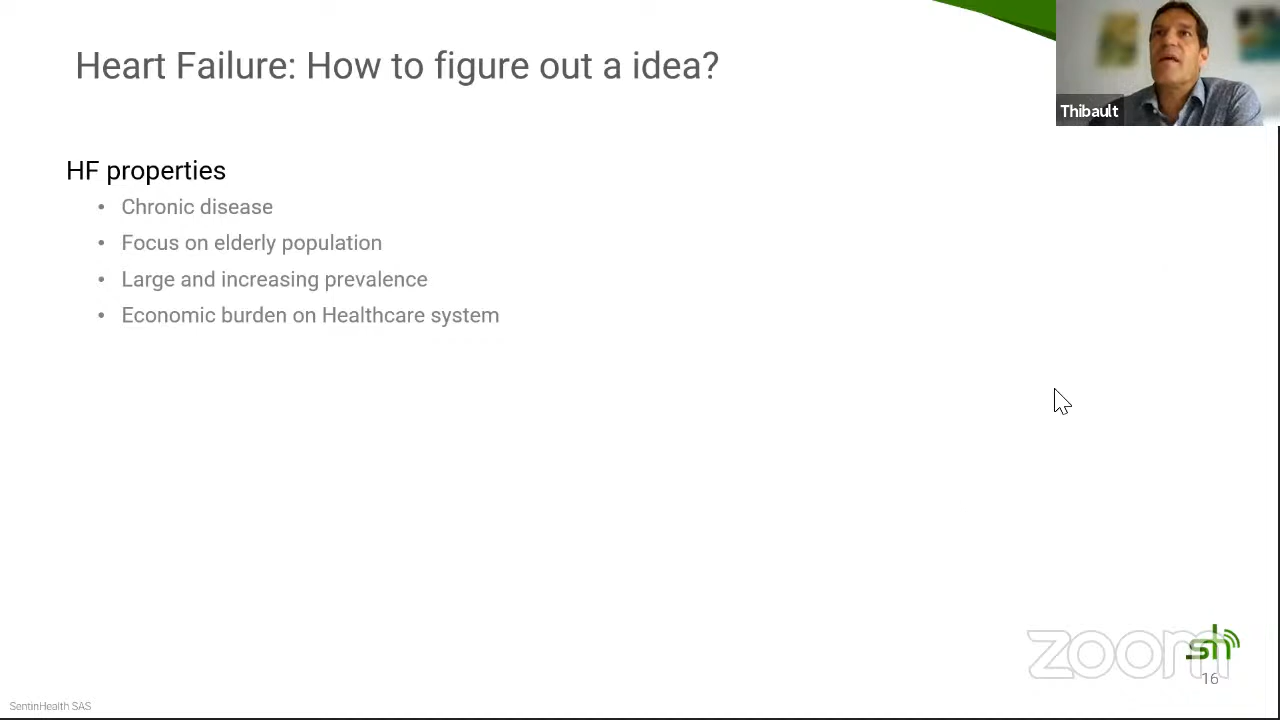 Heart Failure: How to figure out a idea?
Thibault
HF properties
• Chronic disease
• Focus on elderly population
• Large and increasing prevalence
• Economic burden on Healthcare system
zoom
sh
16
SentinHealth SAS